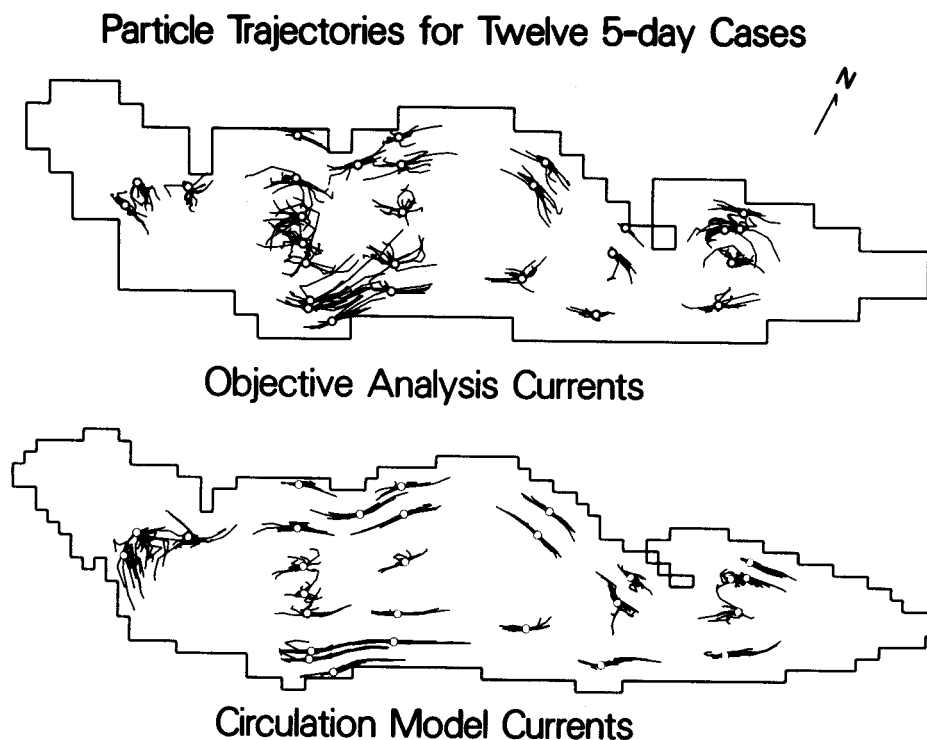 Particle Trajectories for Twelve 5-day Cases
N
Objective Analysis Currents
Circulation Model Currents